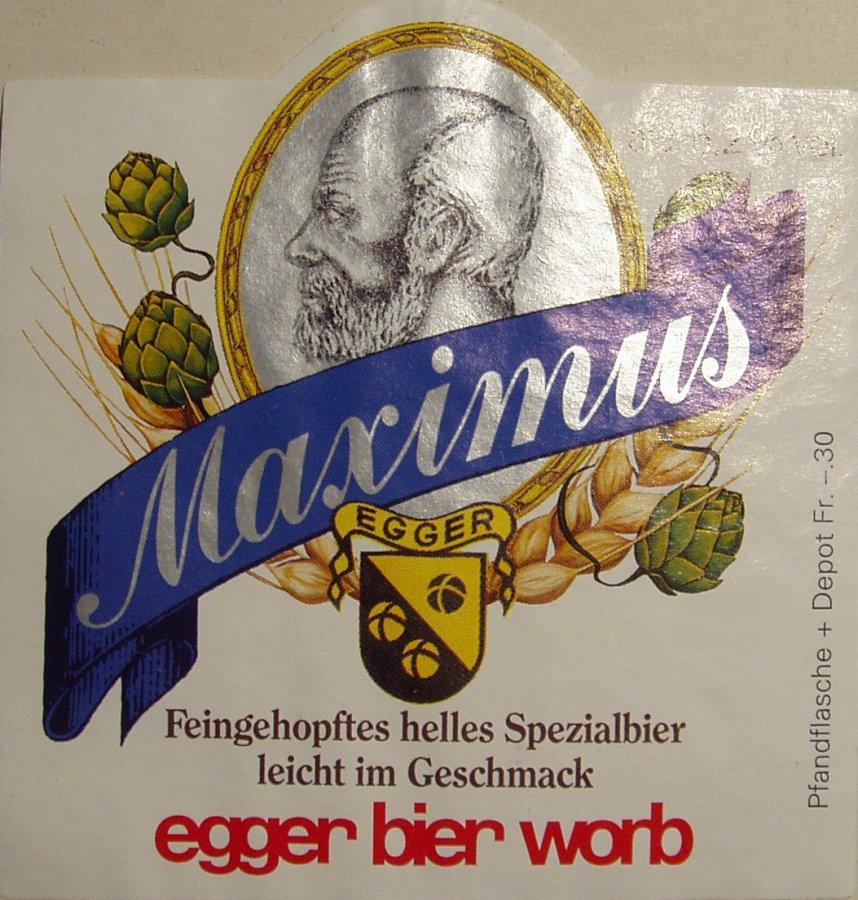 Maximus
EGGER
Feingehopftes helles Spezialbier
leicht im Geschmack
egger bier worb
Pfandflasche + Depot Fr. –.30